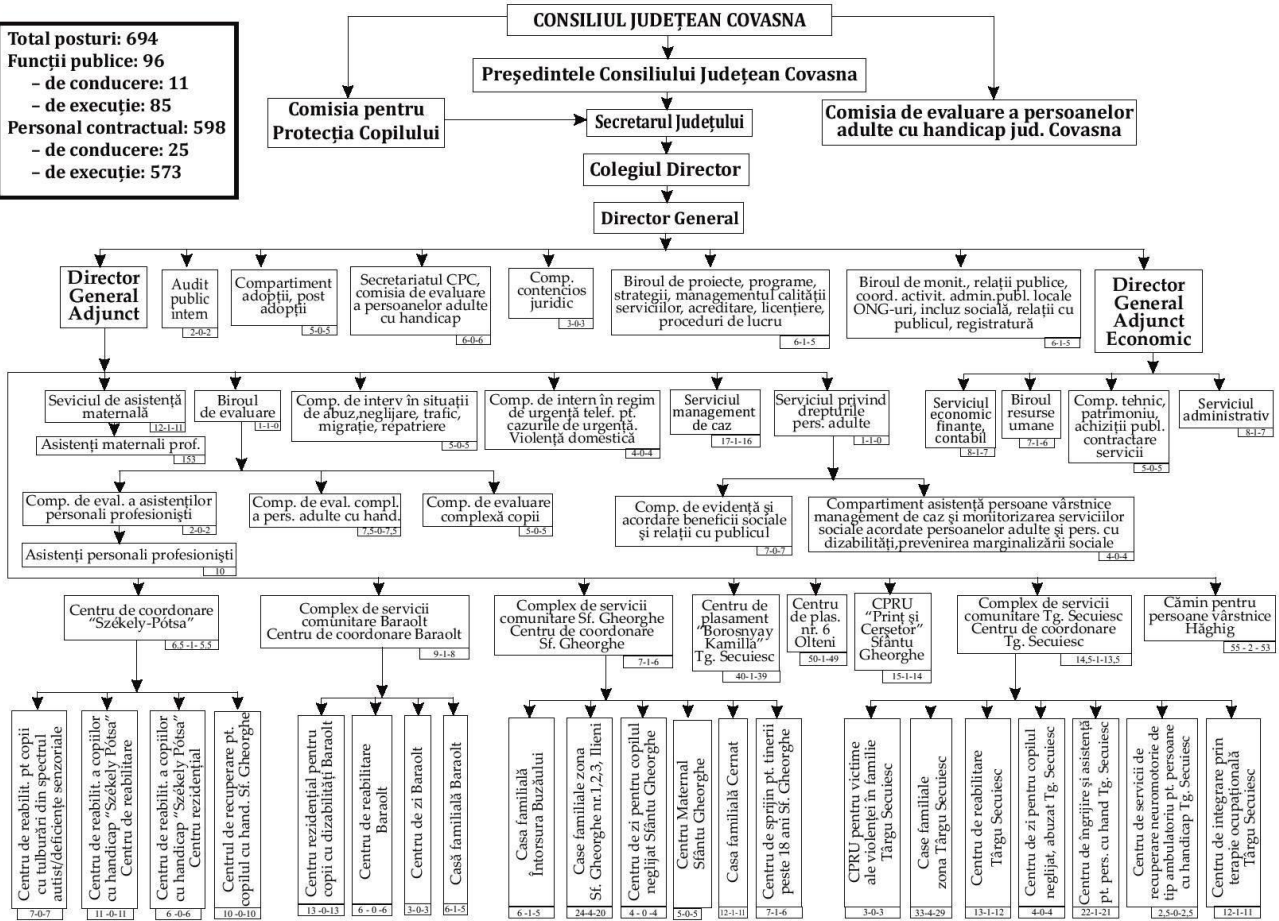 CONSILIUL JUDEȚEAN COVASNA
Total posturi: 694
Funcții publice: 96
– de conducere: 11
– de execuție: 85
Personal contractual: 598
– de conducere: 25
– de execuție: 573
Președintele Consiliului Județean Covasna
Comisia pentru
Protecția Copilului
Secretarul Județului
Comisia de evaluare a persoanelor
adulte cu handicap jud. Covasna
Colegiul Director
Director General
Director
General
Adjunct
Audit
public
intern
2-0-2
Compartiment
adopții, post
adopții
5-0-5
Secretariatul CPC,
comisia de evaluare
a persoanelor adulte
cu handicap
6-0-6
Comp.
contencios
juridic
3-0-3
Biroul de proiecte, programe,
strategii, managementul calității
serviciilor, acreditare, licențiere,
proceduri de lucru
6-1-5
Biroul de monit., relații publice,
coord. activit. admin.publ. locale
ONG-uri, incluz socială, relații cu
publicul, registratură
6-1-5
Director
General
Adjunct
Economic
Seviciul de asistență
maternală
12-1-11
Asistenți maternali prof.
153
Biroul
de evaluare
1-1-0
Comp. de interv în situații
de abuz,neglijare, trafic,
migrație, repatriere
5-0-5
Comp. de intern în regim
de urgență telef. pt.
cazurile de urgență.
Violență domestică
4-0-4
Serviciul
management
de caz
17-1-16
Serviciul privind
drepturile
pers. adulte
1-1-0
Serviciul
economic
finanțe,
contabil
8-1-7
Biroul
resurse
umane
7-1-6
Comp. tehnic,
patrimoniu,
achiziții publ.
contractare
servicii
5-0-5
Serviciul
administrativ
8-1-7
Comp. de eval. a asistenților
personali profesioniști
2-0-2
Asistenți personali profesioniști
10
Comp. de eval. compl.
a pers. adulte cu hand.
7,5-0-7,5
Comp. de evaluare
complexă copii
5-0-5
Comp. de evidență și
acordare beneficii sociale
și relații cu publicul
7-0-7
Compartiment asistență persoane vârstnice
management de caz și monitorizarea serviciilor
sociale acordate persoanelor adulte și pers. cu
dizabilități,prevenirea marginalizării sociale
4-0-4
Centru de coordonare
"Székely-Pótsa"
6,5 -1- 5,5
Complex de servicii
comunitare Baraolt
Centru de coordonare Baraolt
9-1-8
Complex de servicii
comunitare Sf. Gheorghe
Centru de coordonare
Sf. Gheorghe
7-1-6
Centru de
plasament
"Borosnyay
Kamilla"
Tg. Secuiesc
40-1-39
Centru
de plas.
nr. 6
Olteni
50-1-49
CPRU
"Prinț și
Cerșetor"
Sfântu
Gheorghe
15-1-14
Complex de servicii
comunitare Tg. Secuiesc
Centru de coordonare
Tg. Secuiesc
14,5-1-13,5
Cămin pentru
persoane vârstnice
Hăghig
55 - 2 - 53
Centru de reabilit. pt copii
cu tulburări din spectrul
autist/deficiențe senzoriale
7-0-7
Centru de reabilit. a copiilor
cu handicap "Székely Pótsa"
Centru de reabilitare
11 -0-11
Centru de reabilit. a copiilor
cu handicap "Székely Pótsa"
Centru rezidențial
6 -0-6
Centrul de recuperare pt.
copilul cu hand. Sf. Gheorghe
10 -0-10
Centru rezidențial pentru
copii cu dizabilități Baraolt
13 -0-13
Centru de reabilitare
Baraolt
6 - 0 -6
Centru de zi Baraolt
3-0-3
Casă familială Baraolt
6-1-5
Casa familială
Întorsura Buzăului
6 -1-5
Case familiale zona
Sf. Gheorghe nr.1,2,3, Ilieni
24-4-20
Centru de zi pentru copilul
neglijat Sfântu Gheorghe
4 - 0 -4
Centru Maternal
Sfântu Gheorghe
5-0-5
Casa familială Cernat
12-1-11
Centru de sprijin pt. tinerii
peste 18 ani Sf. Gheorghe
7-1-6
CPRU pentru victime
ale violenței în familie
Târgu Secuiesc
3-0-3
Case familiale
zona Târgu Secuiesc
33-4-29
Centru de reabilitare
Târgu Secuiesc
13-1-12
Centru de zi pentru copilul
neglijat, abuzat Tg. Secuiesc
4-0-4
Centru de îngrijire și asistență
pt. pers. cu hand Tg. Secuiesc
22-1-21
Centru de servicii de
recuperare neuromotorie de
tip ambulatoriu pt. persoane
cu handicap Tg. Secuiesc
2,5-0-2,5
Centru de integrare prin
terapie ocupațională
Târgu Secuiesc
12-1-11